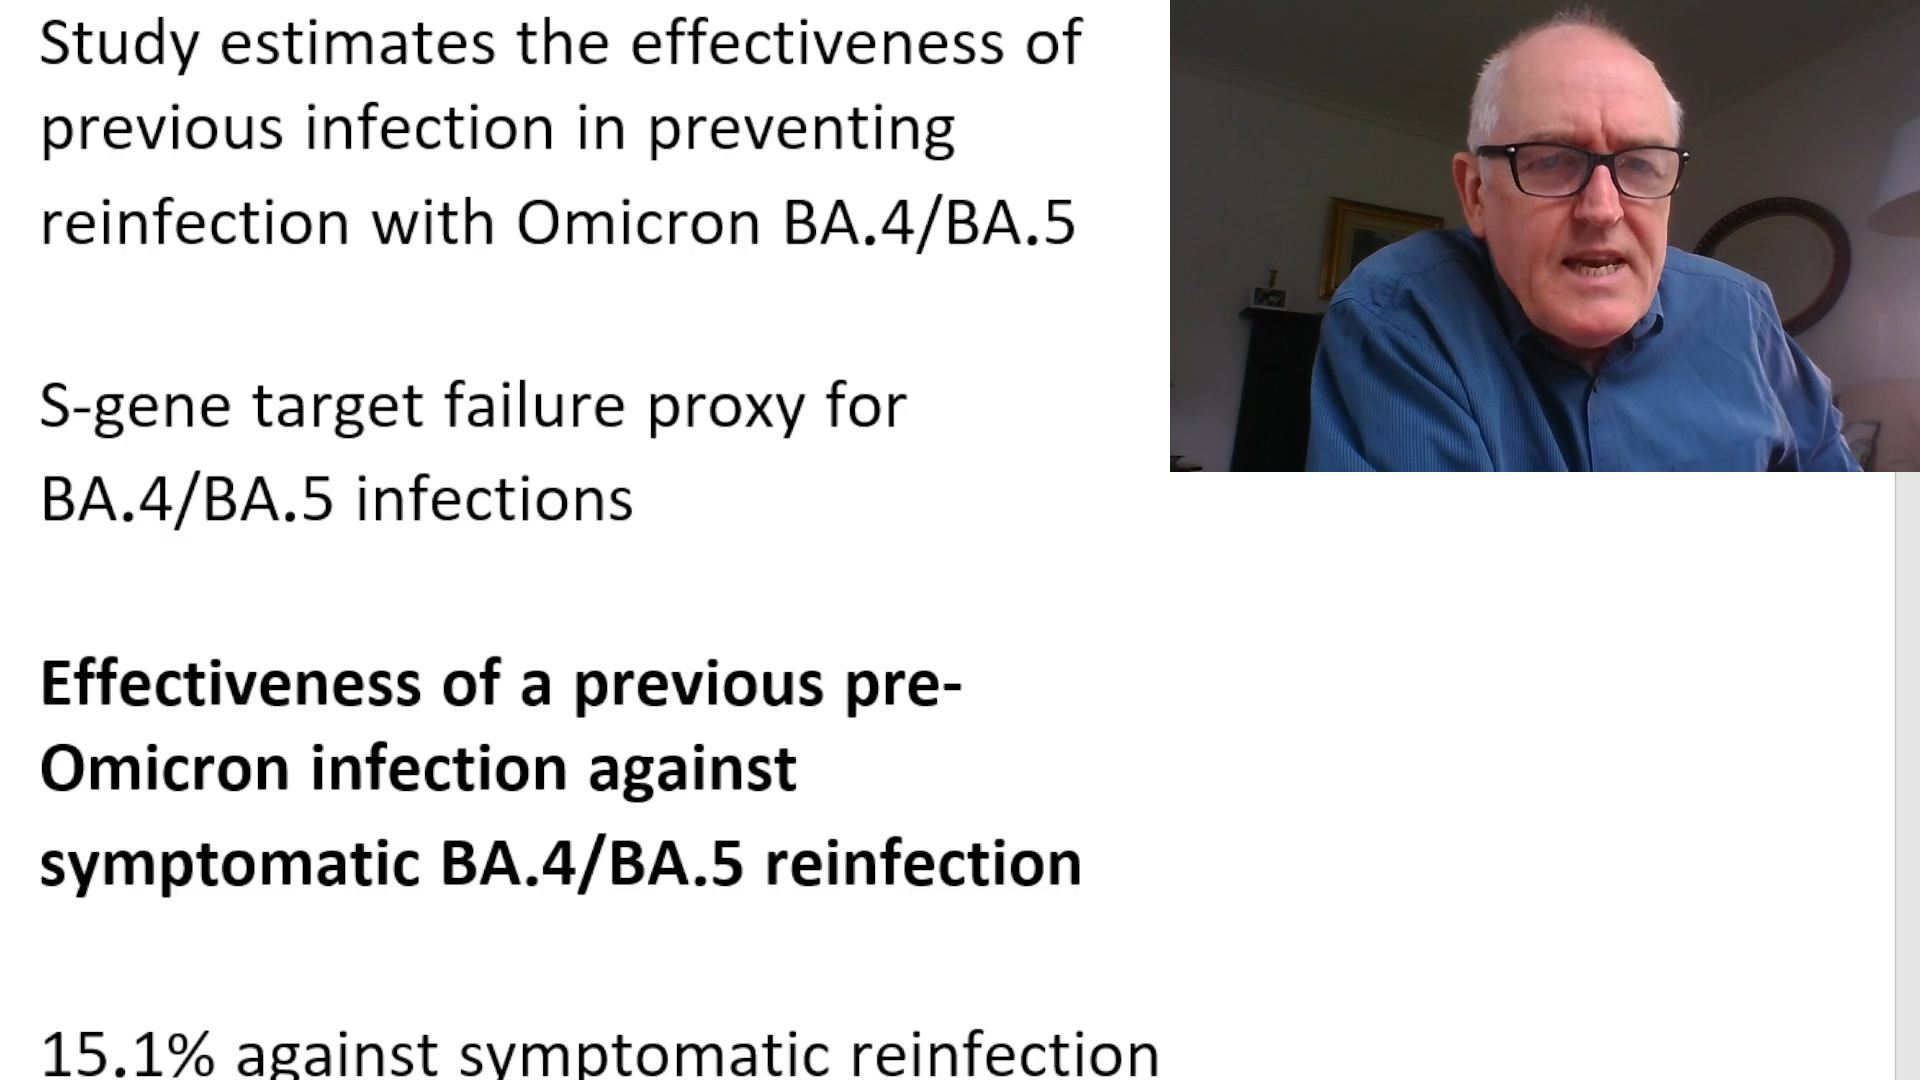 Study estimates the effectiveness of
previous infection in preventing
reinfection with Omicron BA.4/BA.5
S-gene target failure proxy for
BA.4/BA.5 infections
Effectiveness of a previous pre-
Omicron infection against
symptomatic BA.4/BA.5 reinfection
15.1% against symptomatic reinfection